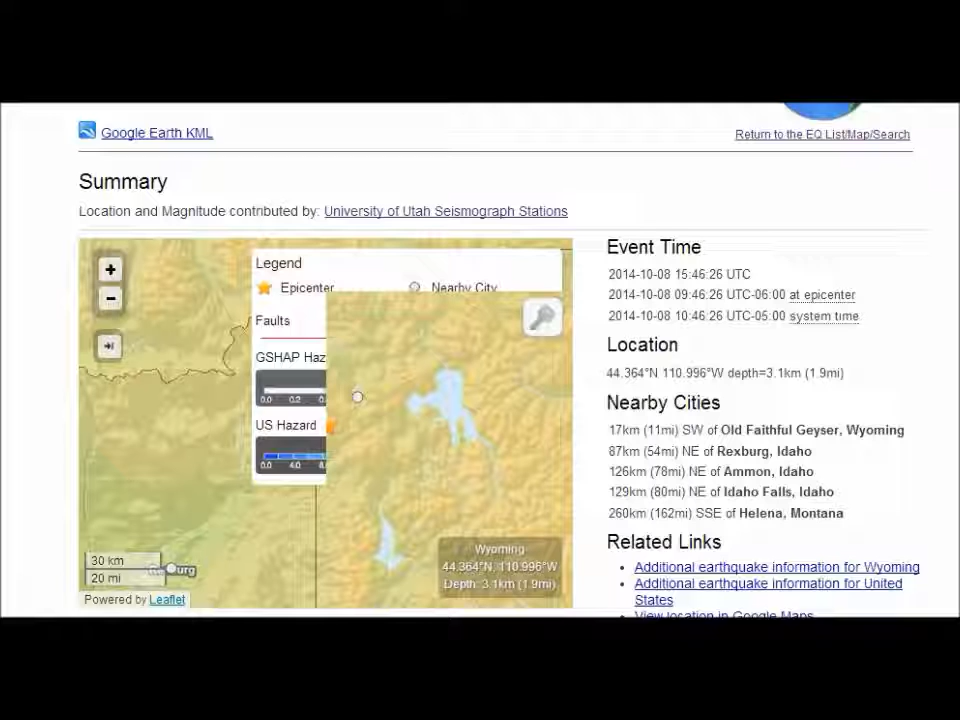 Google Earth KML
Return to the EQ List/Map/Search
Summary
Location and Magnitude contributed by: University of Utah Seismograph Stations
+
-
Legend
Epicenter
Nearby City
Faults
GSHAP Haz
0.0 0.2
US Hazard
0.0 4.0
30 km
20 mi
urg
Powered by Leaflet
Wyoming
44.364°N, 110.996°W
Depth: 3.1km (1.9mi)
Event Time
2014-10-08 15:46:26 UTC
2014-10-08 09:46:26 UTC-06:00 at epicenter
2014-10-08 10:46:26 UTC-05:00 system time
Location
44.364°N 110.996°W depth=3.1km (1.9mi)
Nearby Cities
17km (11mi) SW of Old Faithful Geyser, Wyoming
87km (54mi) NE of Rexburg, Idaho
126km (78mi) NE of Ammon, Idaho
129km (80mi) NE of Idaho Falls, Idaho
260km (162mi) SSE of Helena, Montana
Related Links
• Additional earthquake information for Wyoming
• Additional earthquake information for United
States
• View location in Google Maps